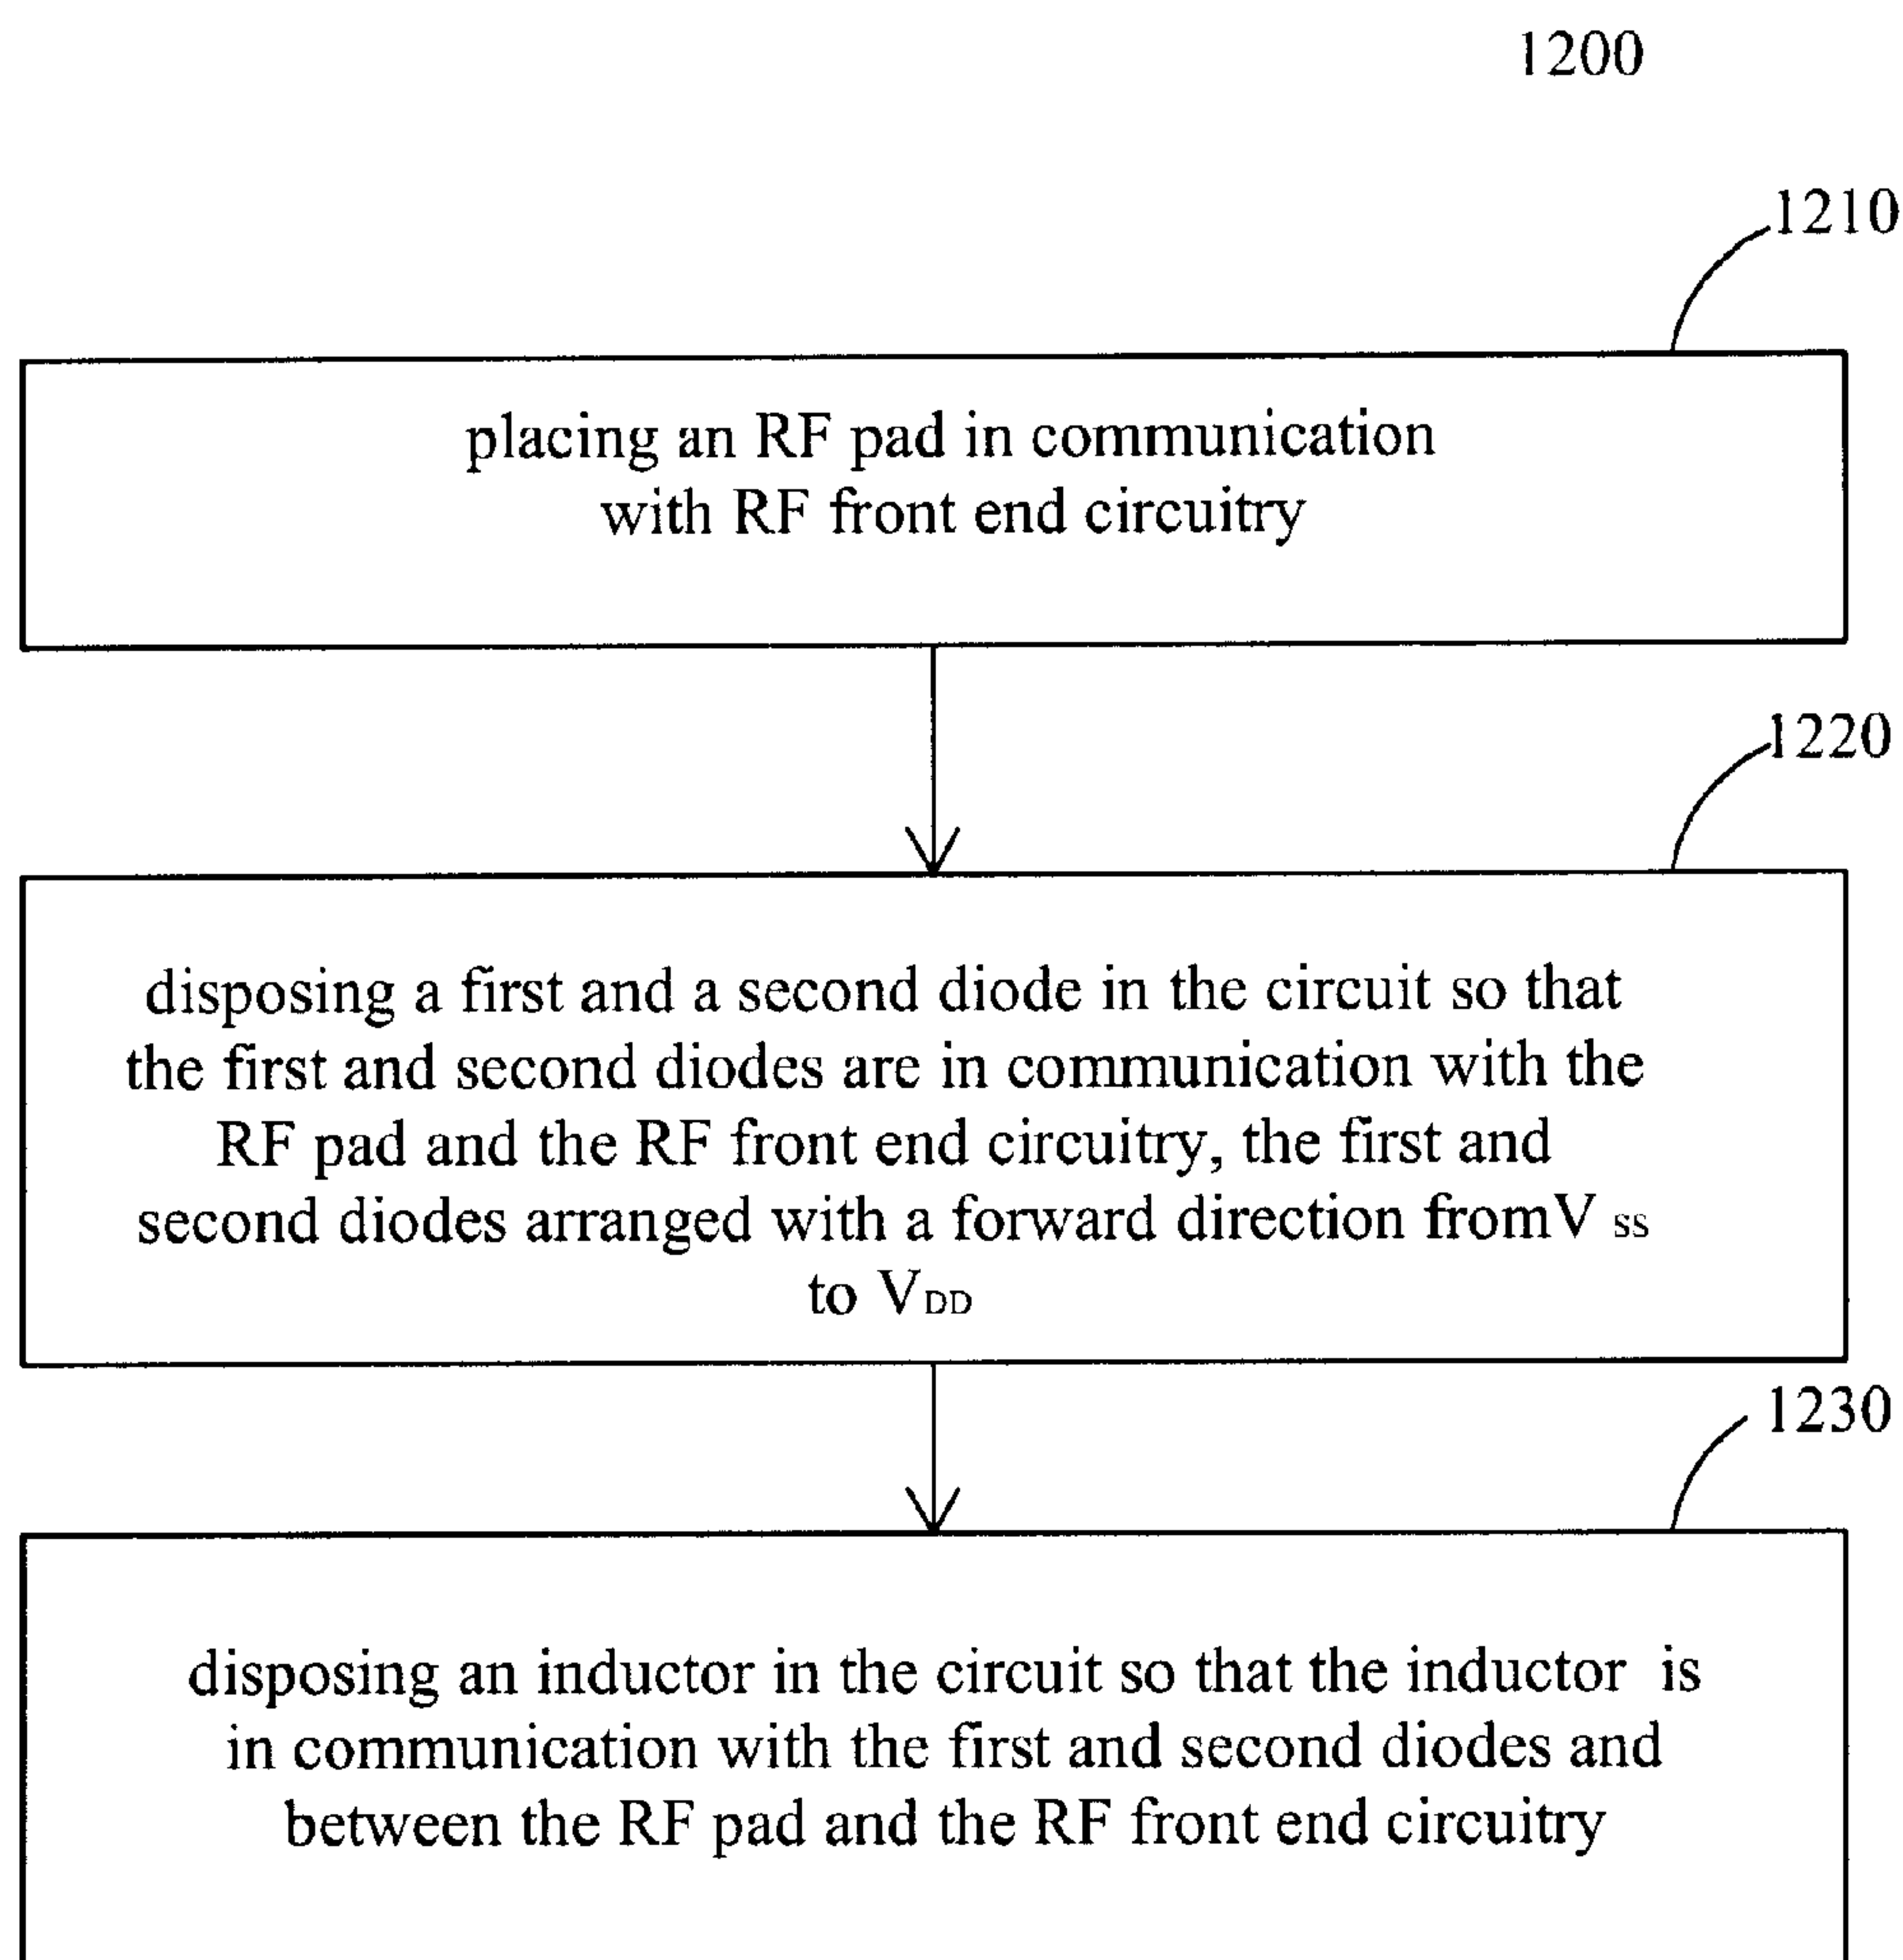 1200
1210
placing an RF pad in communication
with RF front end circuitry
1220
disposing a first and a second diode in the circuit so that
the first and second diodes are in communication with the
RF pad and the RF front end circuitry, the first and
second diodes arranged with a forward direction fromV SS
to VDD
1230
disposing an inductor in the circuit so that the inductor is
in communication with the first and second diodes and
between the RF pad and the RF front end circuitry